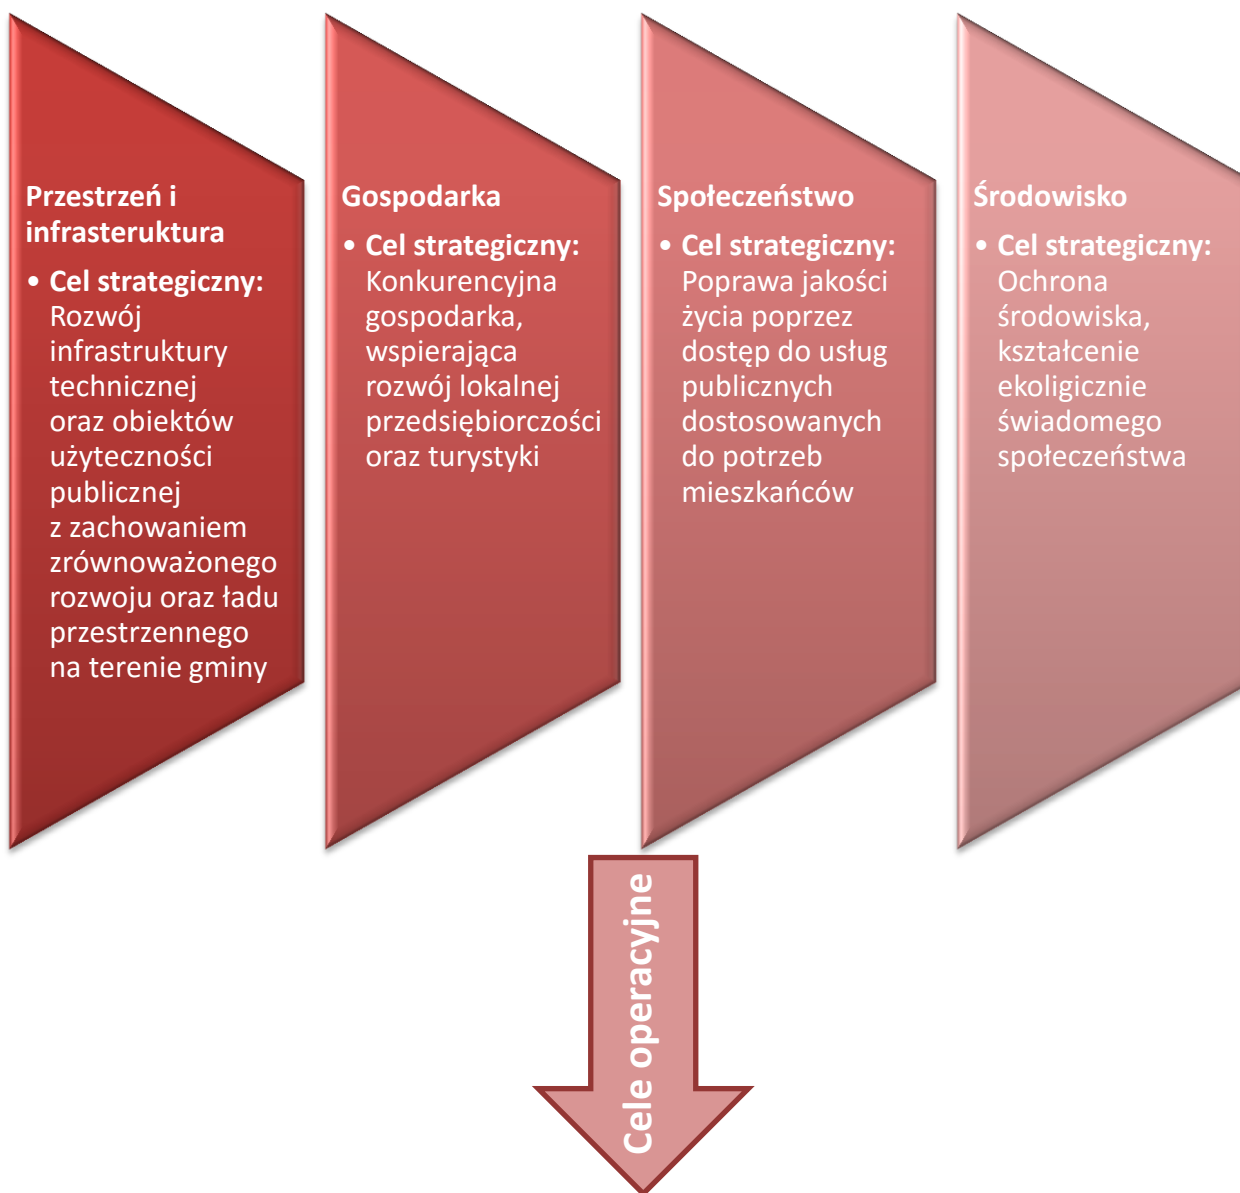 Przestrzeń i
infrasteruktura
• Cel strategiczny:
Rozwój
infrastruktury
technicznej
oraz obiektów
użyteczności
publicznej
z zachowaniem
zrównoważonego
rozwoju oraz ładu
przestrzennego
na terenie gminy
Gospodarka
• Cel strategiczny:
Konkurencyjna
gospodarka,
wspierająca
rozwój lokalnej
przedsiębiorczości
oraz turystyki
Społeczeństwo
• Cel strategiczny:
Poprawa jakości
życia poprzez
dostęp do usług
publicznych
dostosowanych
do potrzeb
mieszkańców
Środowisko
• Cel strategiczny:
Ochrona
środowiska,
kształcenie
ekoligicznie
świadomego
społeczeństwa
Cele operacyjne